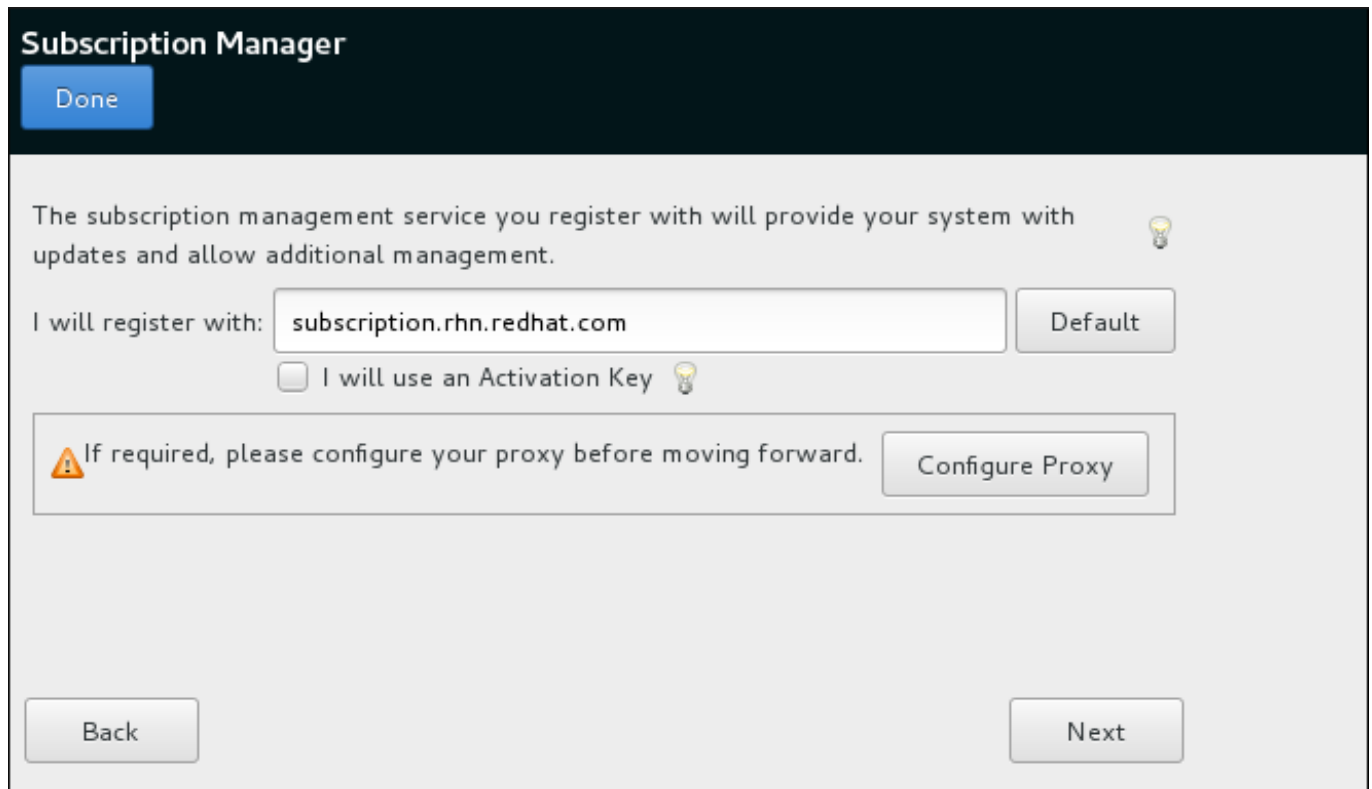 Subscription Manager
Done
The subscription management service you register with will provide your system with
updates and allow additional management.
I will register with: subscription.rhn.redhat.com Default
I will use an Activation Key
If required, please configure your proxy before moving forward. Configure Proxy
Back Next